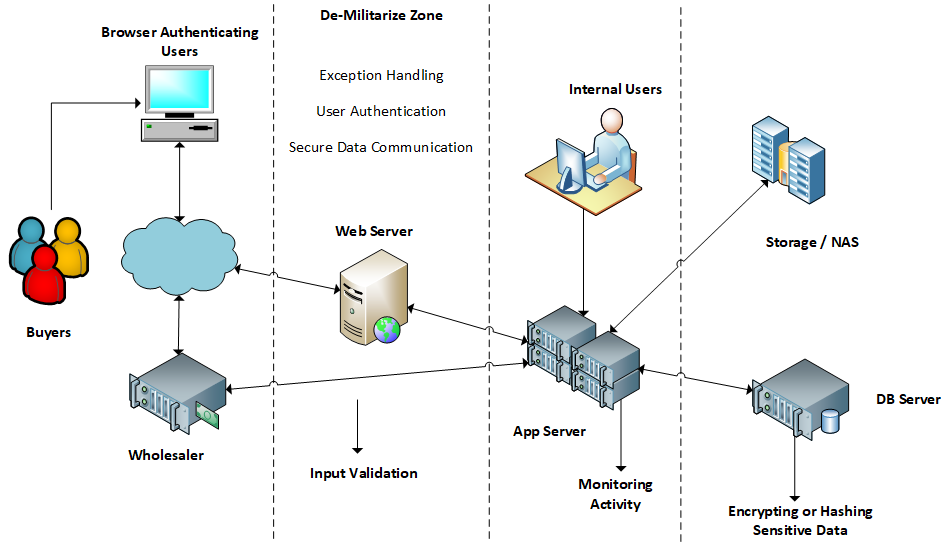 De-Militarize Zone
Browser Authenticating
Users
Exception Handling
User Authentication
Secure Data Communication
Internal Users
Storage / NAS
Web Server
Buyers
DB Server
App Server
Wholesaler
Input Validation
Monitoring
Activity
Encrypting or Hashing
Sensitive Data